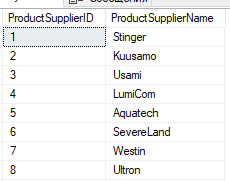 ProductSupplierID ProductSupplierName
1 Stinger
2 Kuusamo
3 Usami
4 LumiCom
5 Aquatech
6 SevereLand
7 Westin
8 Ultron